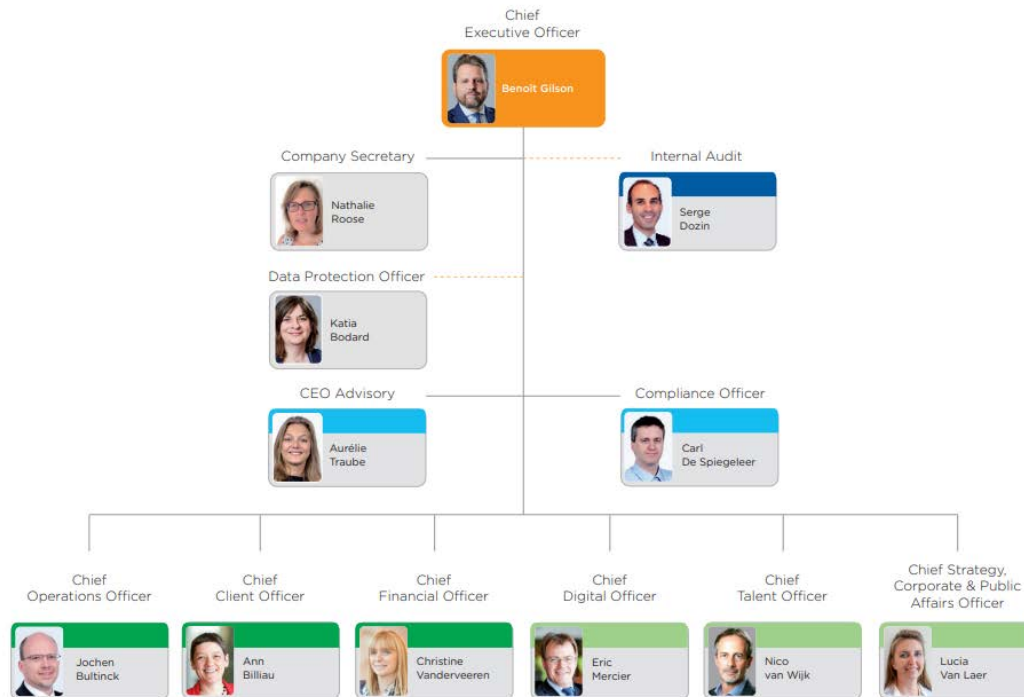 Chief
Executive Officer
Benoît Gilson
Company Secretary
Internal Audit
Nathalie
Roose
Serge
Dozin
Data Protection Officer
Katia
Bodard
CEO Advisory
Compliance Officer
Aurélie
Traube
Carl
De Spiegeleer
Chief
Operations Officer
Chief
Client Officer
Chief
Financial Officer
Chief
Digital Officer
Chief
Talent Officer
Chief Strategy,
Corporate & Public
Affairs Officer
Jochen
Bultinck
Ann
Billiau
Christine
Vanderveeren
Eric
Mercier
Nico
van Wijk
Lucia
Van Laer